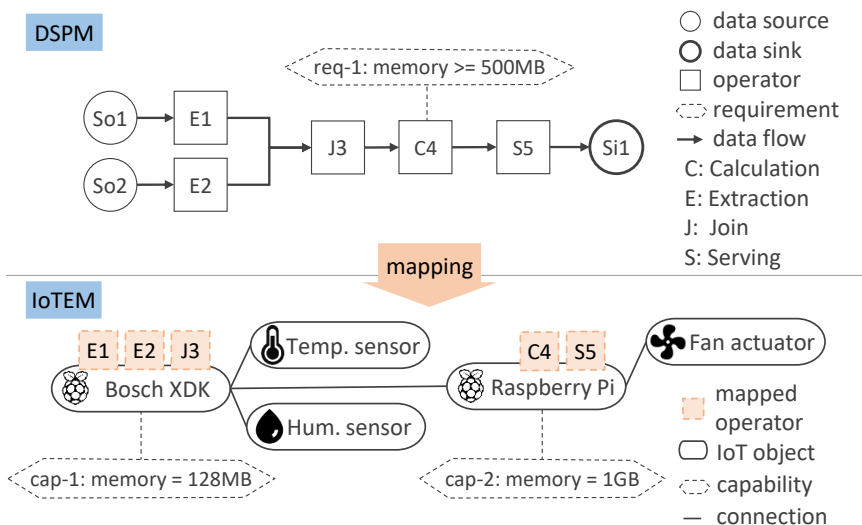 DSPM
req-1: memory >= 500MB
So1
E1
So2
E2
J3
C4
S5
Si1
data source
data sink
operator
requirement
data flow
C: Calculation
E: Extraction
J: Join
S: Serving
mapping
IoTEM
E1
E2
J3
Bosch XDK
Temp. sensor
Hum. sensor
C4
S5
Raspberry Pi
Fan actuator
cap-1: memory = 128MB
cap-2: memory = 1GB
mapped
operator
IoT object
capability
connection